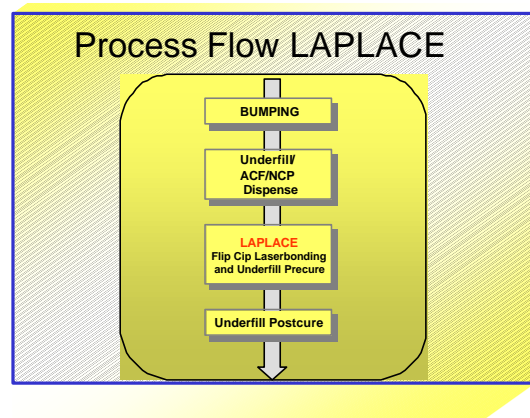 Process Flow LAPLACE
BUMPING
Underfill/
ACF/NCP
Dispense
LAPLACE
Flip Cip Laserbonding
and Underfill Precure
Underfill Postcure